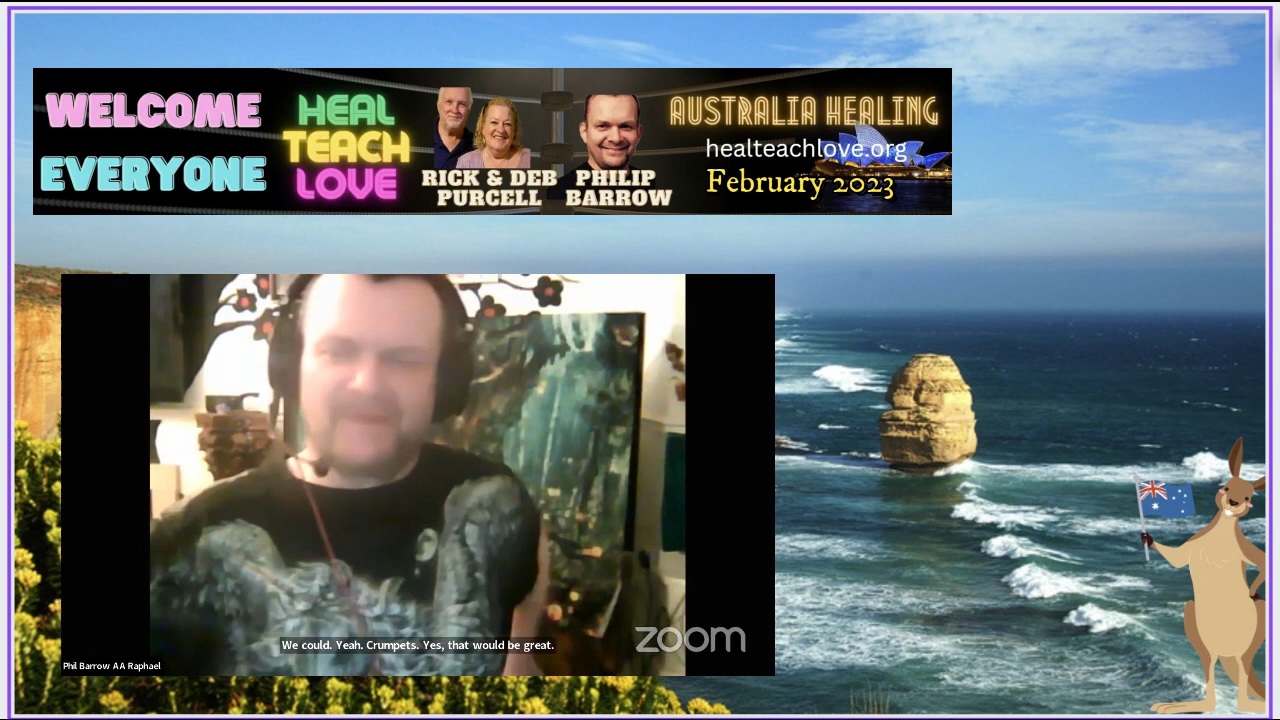 WELCOME
EVERYONE
HEAL
TEACH
LOVE
RICK & DEB
PURCELL
PHILIP
BARROW
AUSTRALIA HEALING
healteachlove.org
February 2023
We could. Yeah. Crumpets. Yes, that would be great.
zoom
Phil Barrow AA Raphael